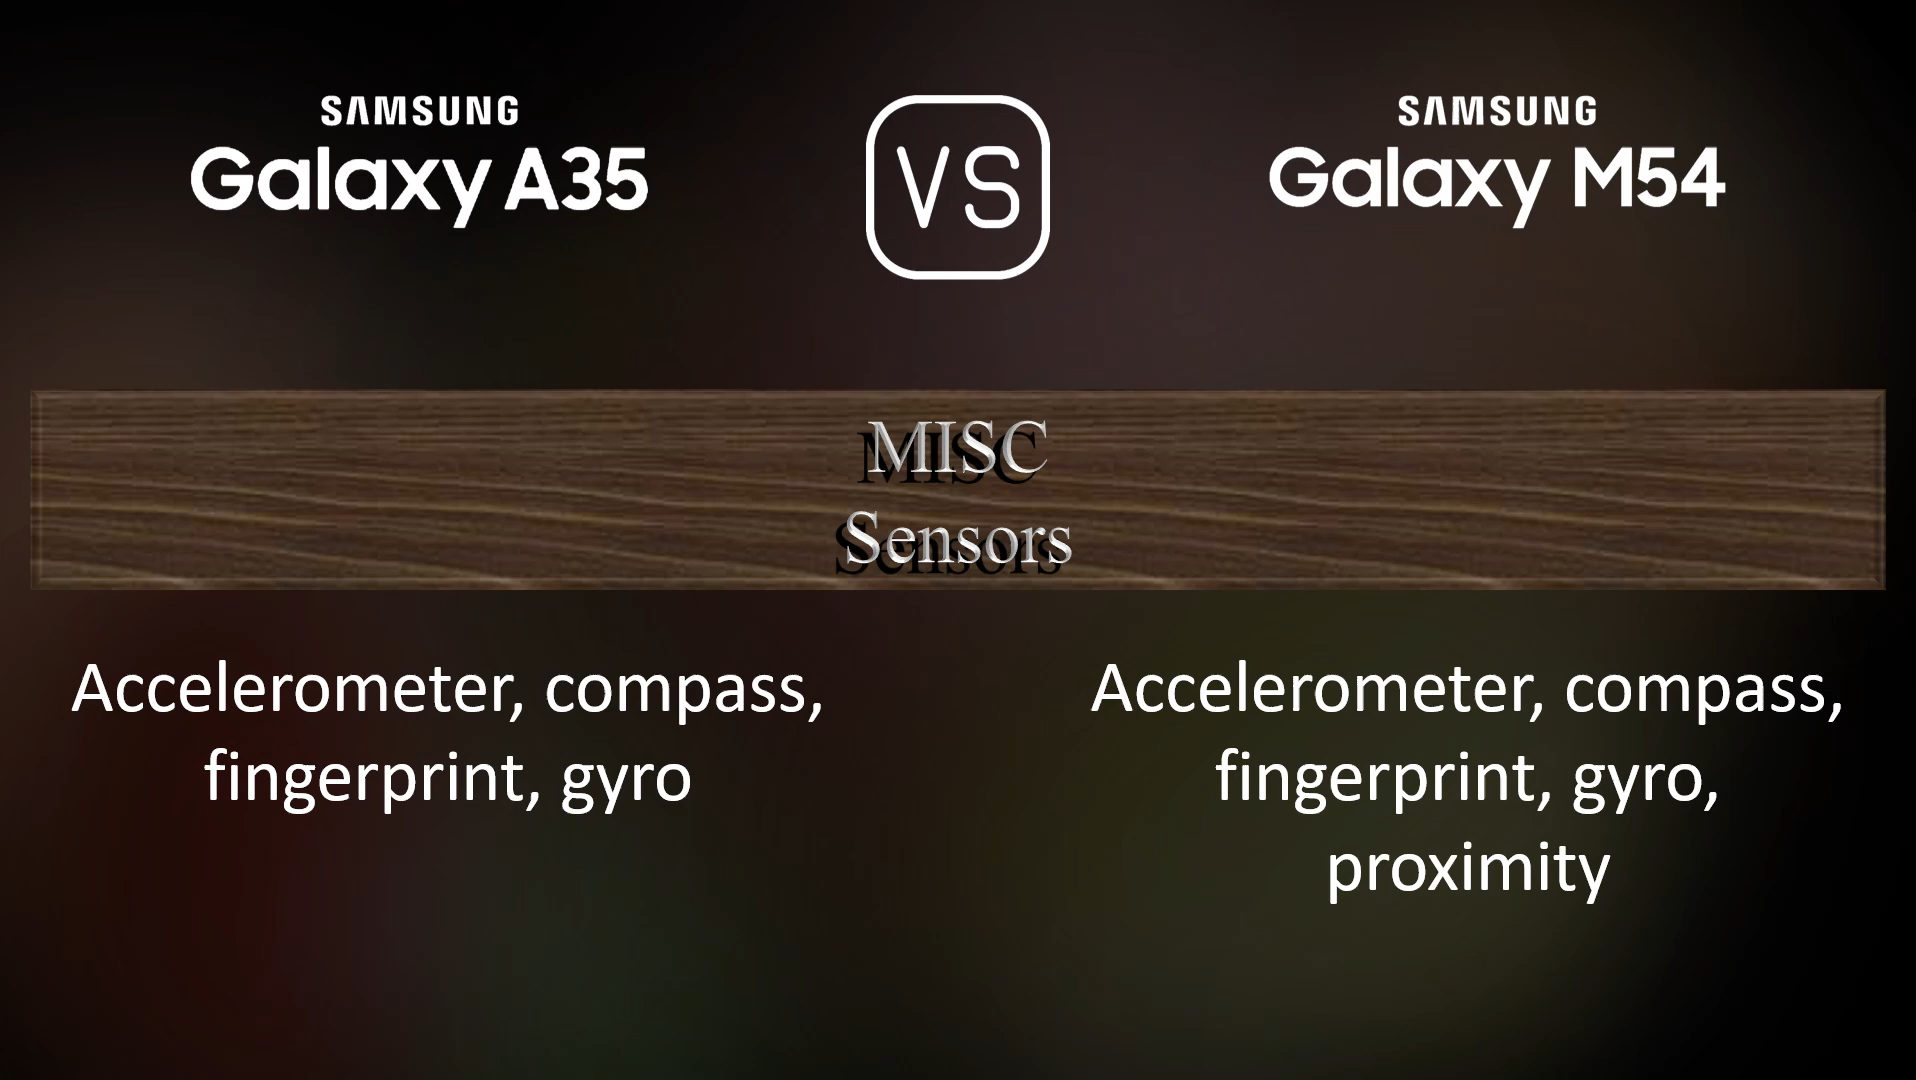 SAMSUNG
Galaxy A35
VS
SAMSUNG
Galaxy M54
MISC
Sensors
Accelerometer, compass,
fingerprint, gyro
Accelerometer, compass,
fingerprint, gyro,
proximity